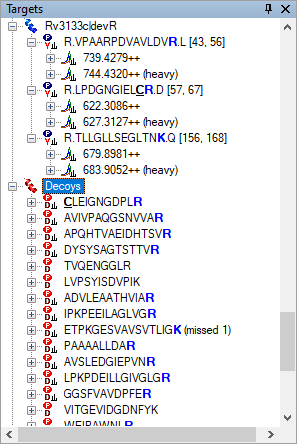 Targets
Rv3133c|devR
R.VPAARPDVAVLDVR.L [43, 56]
739.4279++
744.4320++ (heavy)
R.LPDGNGIELCR.D [57, 67]
622.3086++
627.3127++ (heavy)
R.TLLGLLSEGLTNK.Q [156, 168]
679.8981++
683.9052++ (heavy)
Decoys
CLEIGNGDPLR
AVIVPAQGSNVVAR
APQHTVAEIDHTSVR
DYSYSAGTSTTVR
TVQENGGLR
LVPSYISDVPIK
ADVLEAATHVIAR
IPKPEEILAGLVGR
ETPKGESVAVSVTLIGK (missed 1)
PAAAALLDAR
AVSLEDGIEPVNR
LPKPDEILLGIVGLGR
GGSFVAVDPFER
VITGEVIDGDNFYK